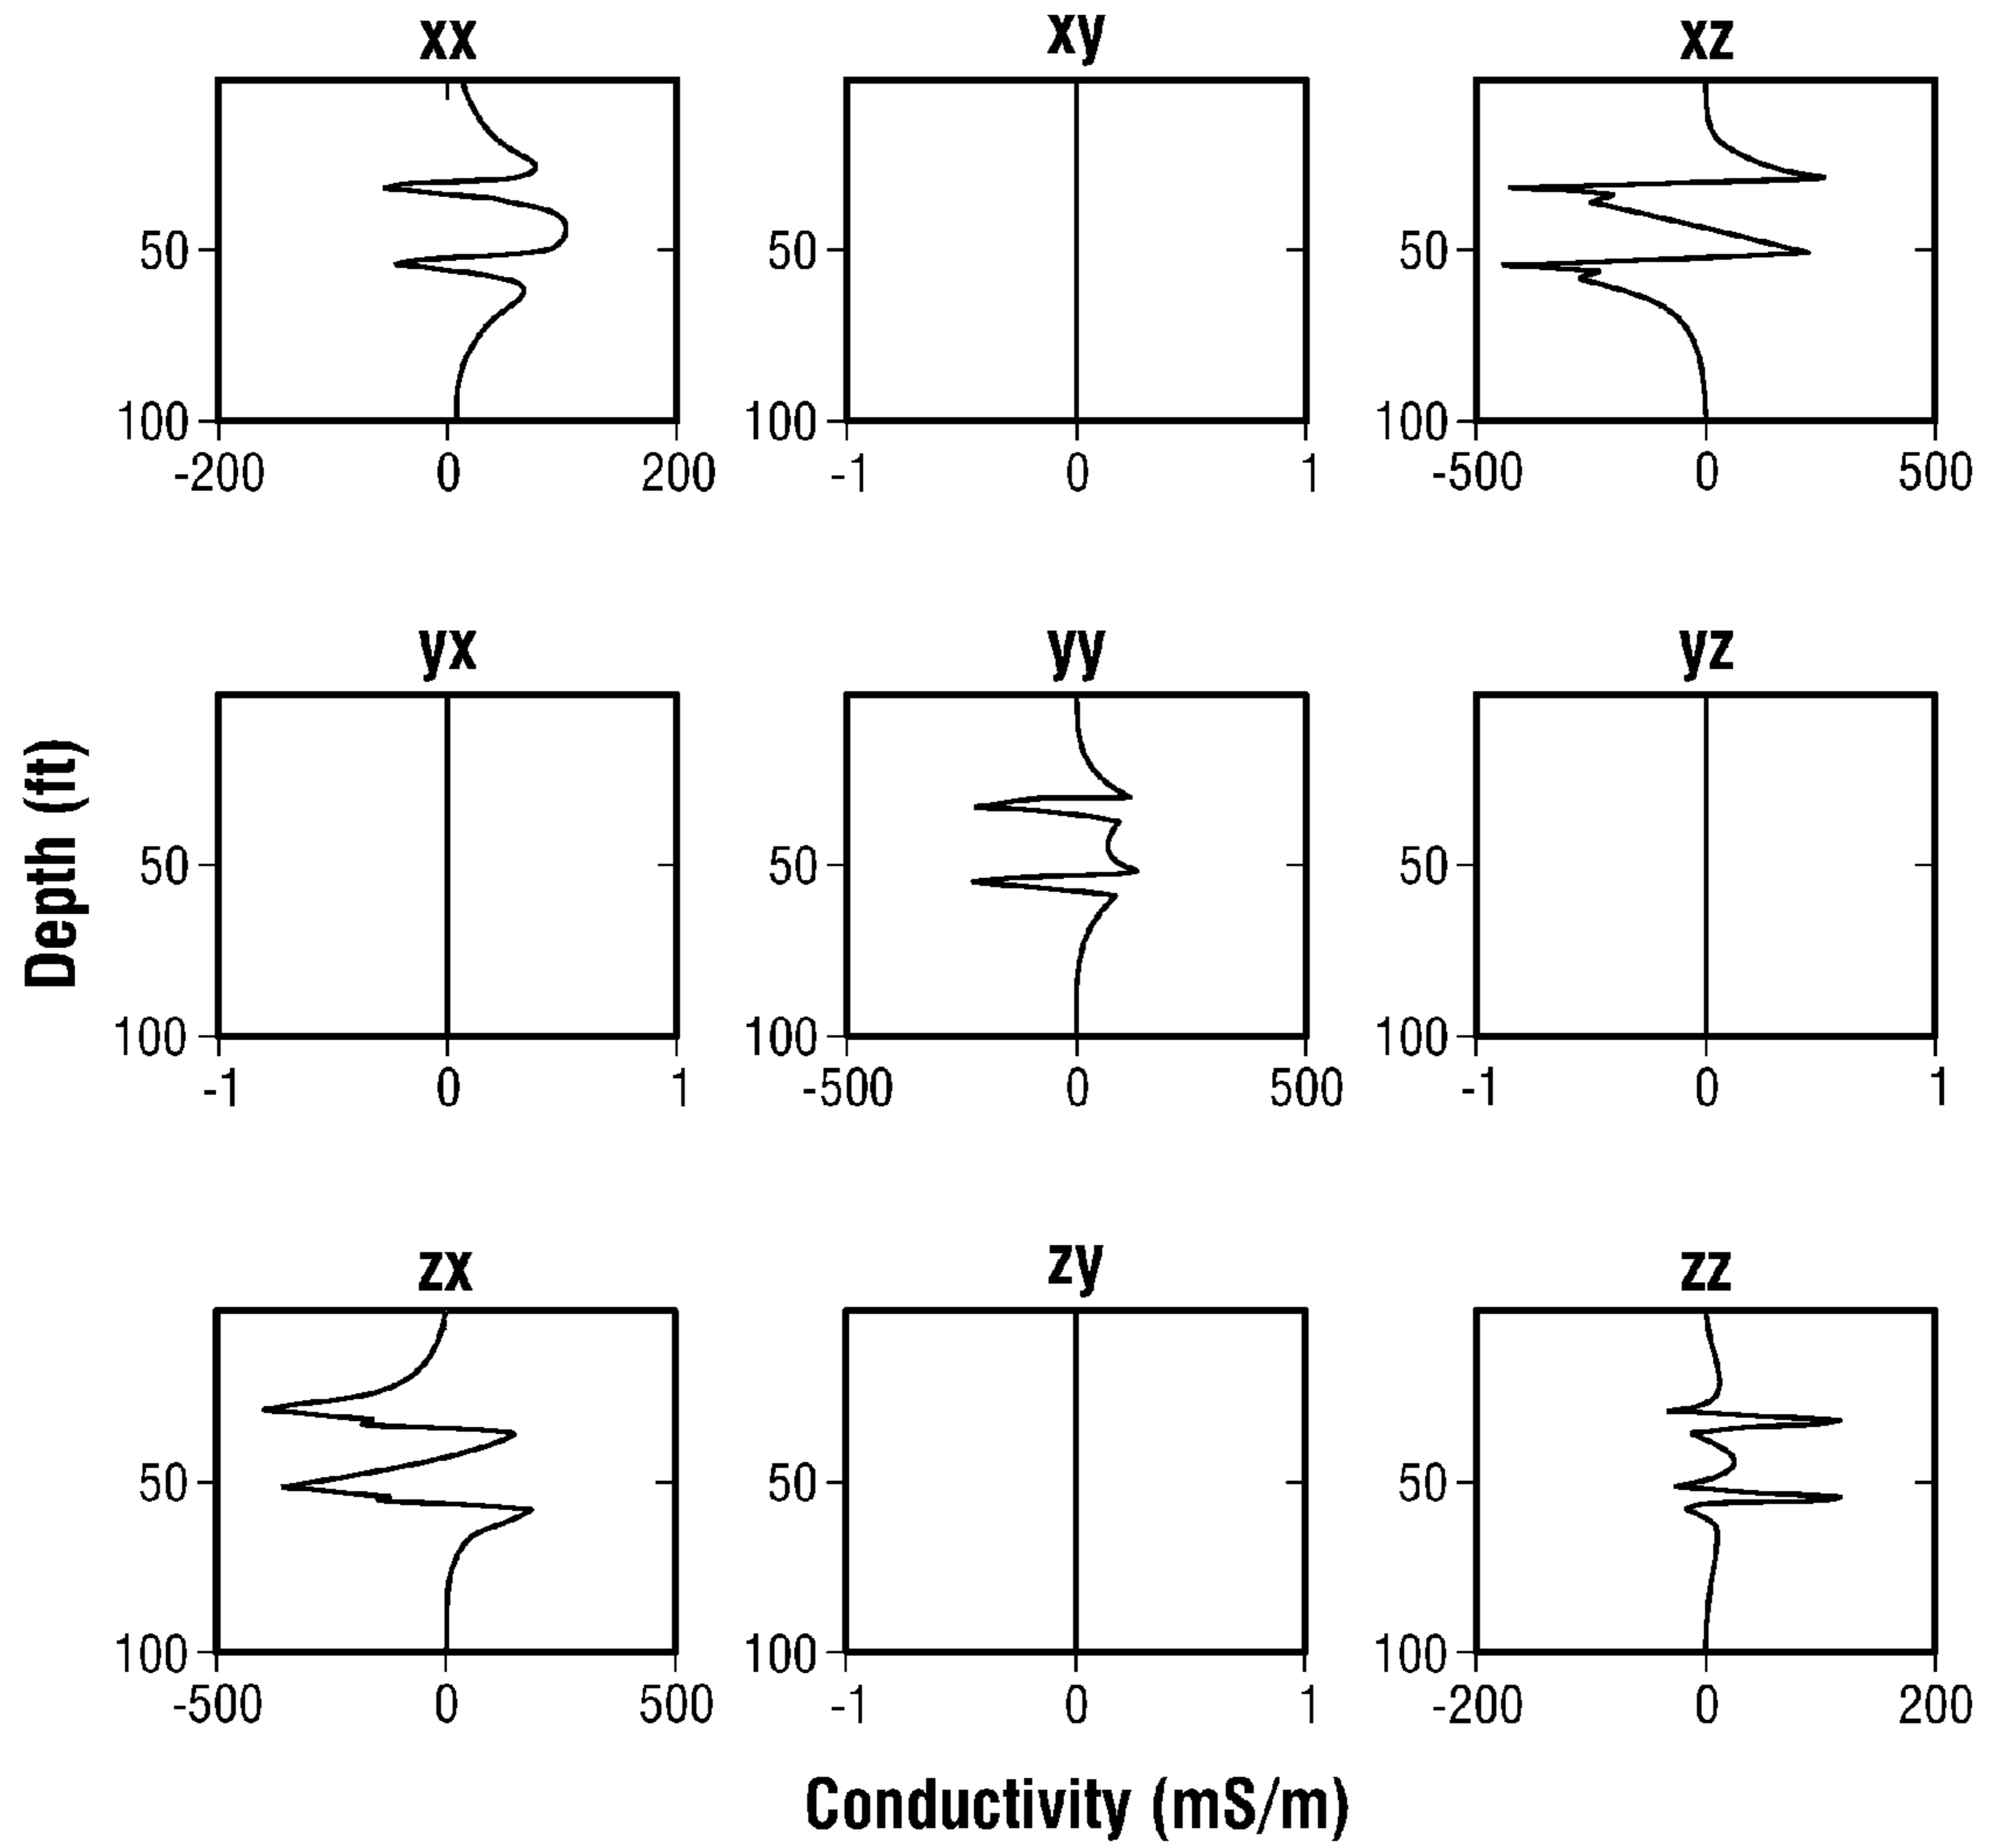 xx xy xz
50 50 50
100 100 100
-200 0 200 -1 0 1 -500 0 500
yx yy yz
Depth (ft)
50 50 50
100 100 100
-1 0 1 -500 0 500 -1 0 1
zx zy zz
50 50 50
100 100 100
-500 0 500 -1 0 1 -200 0 200
Conductivity (mS/m)